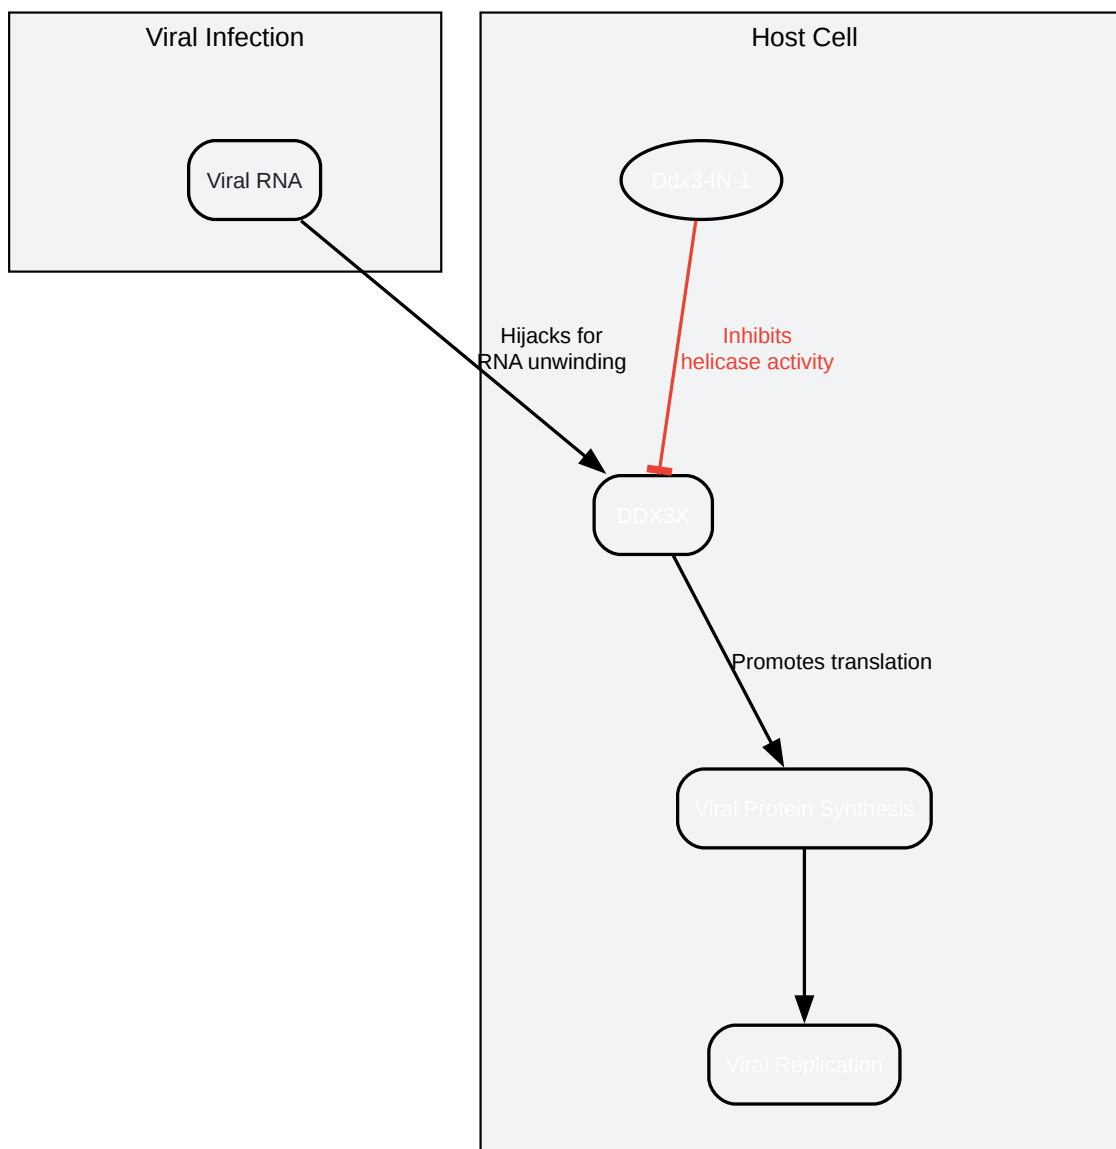 Viral Infection
Host Cell
Viral RNA
Ddx3-IN-1
Hijacks for
RNA unwinding
Inhibits
helicase activity
DDX3X
Promotes translation
Viral Protein Synthesis
Viral Replication